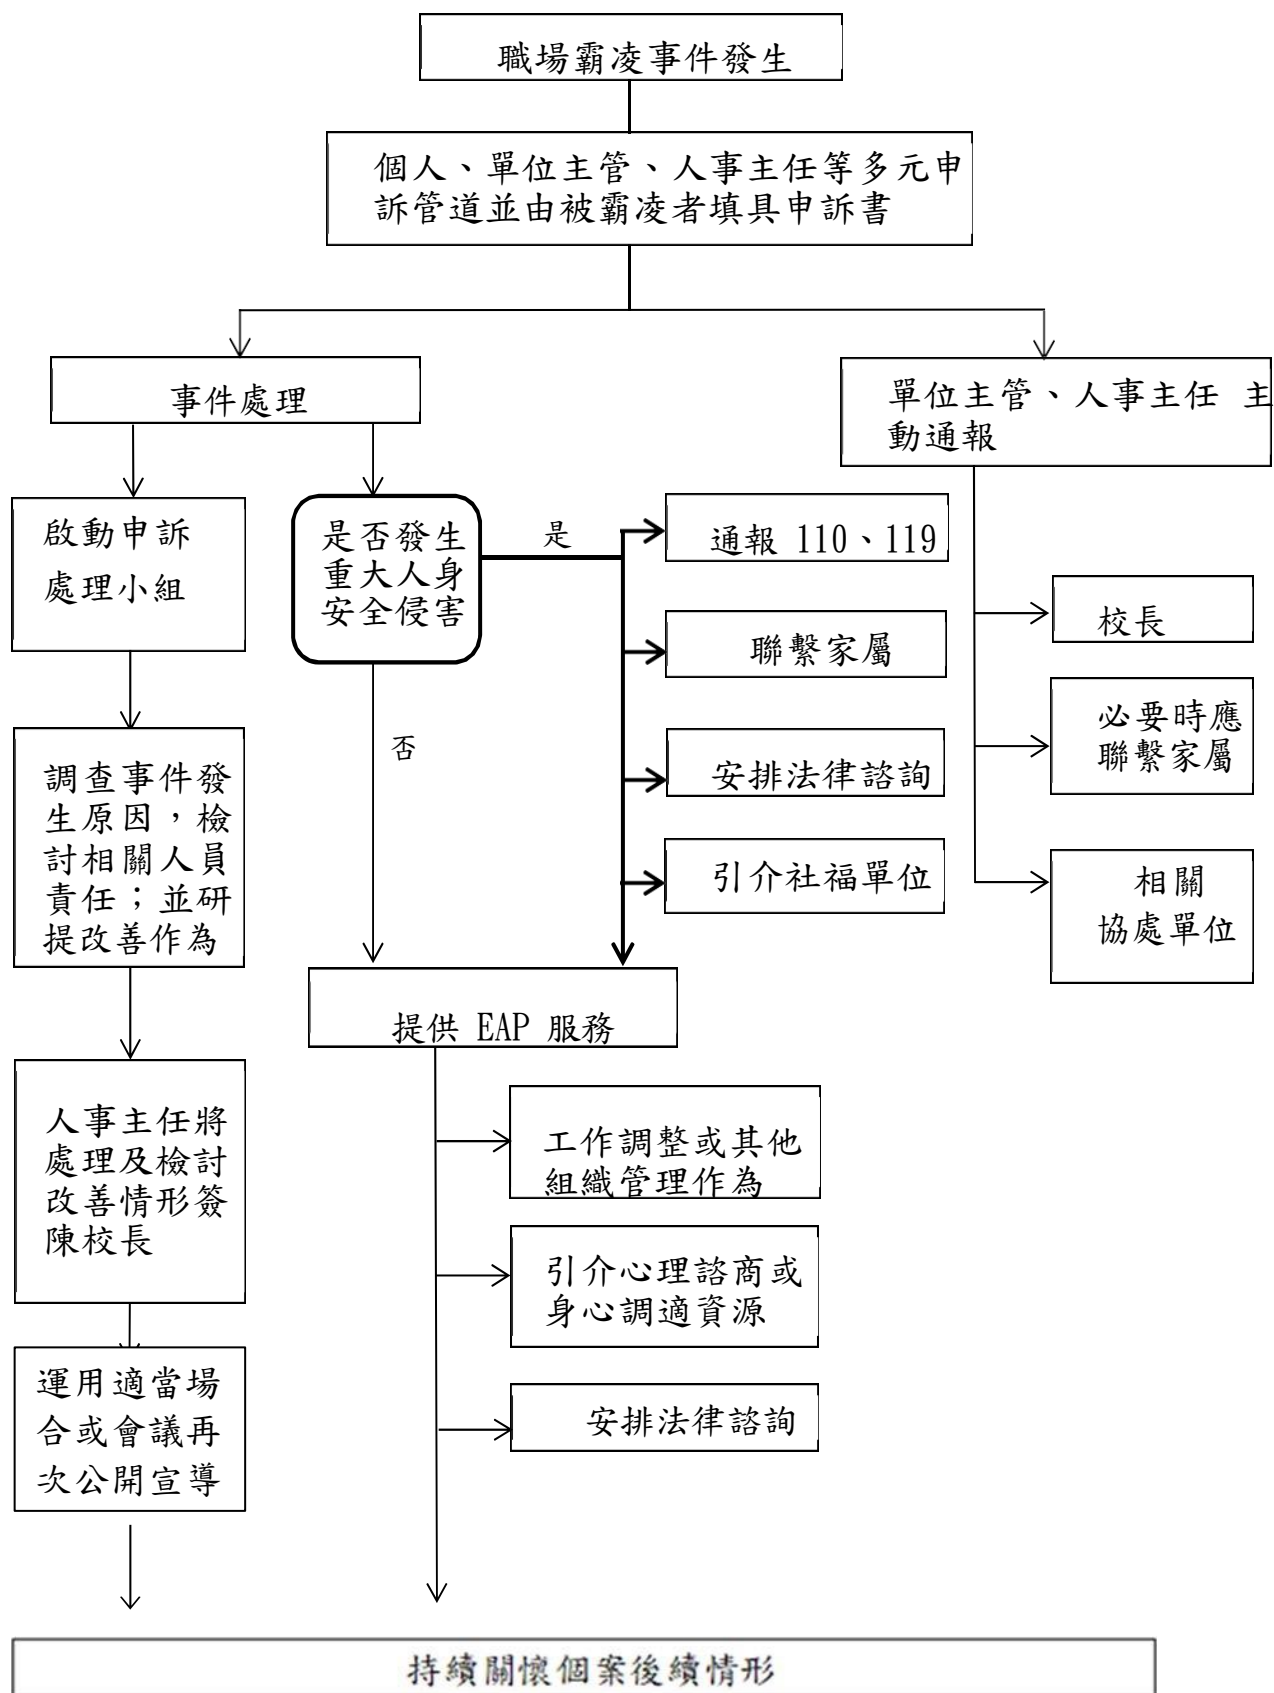 職場霸凌事件發生
個人、單位主管、人事主任等多元申
訴管道並由被霸凌者填具申訴書
事件處理
單位主管、人事主任 主
動通報
啟動申訴
處理小組
是否發生
重大人身
安全侵害
是
通報 110、119
聯繫家屬
安排法律諮詢
引介社福單位
校長
必要時應
聯繫家屬
相關
協處單位
否
調查事件發
生原因，檢
討相關人員
責任；並研
提改善作為
提供 EAP 服務
人事主任將
處理及檢討
改善情形簽
陳校長
工作調整或其他
組織管理作為
引介心理諮商或
身心調適資源
安排法律諮詢
運用適當場
合或會議再
次公開宣導
持續關懷個案後續情形